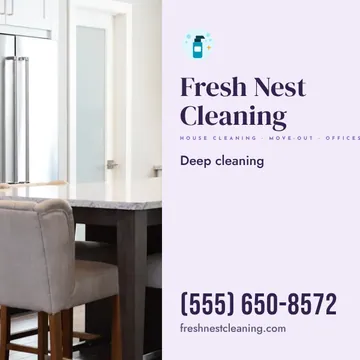 Fresh Nest
Cleaning
HOUSE CLEANING · MOVE-OUT · OFFICES
Deep cleaning
(555) 650-8572
freshnestcleaning.com